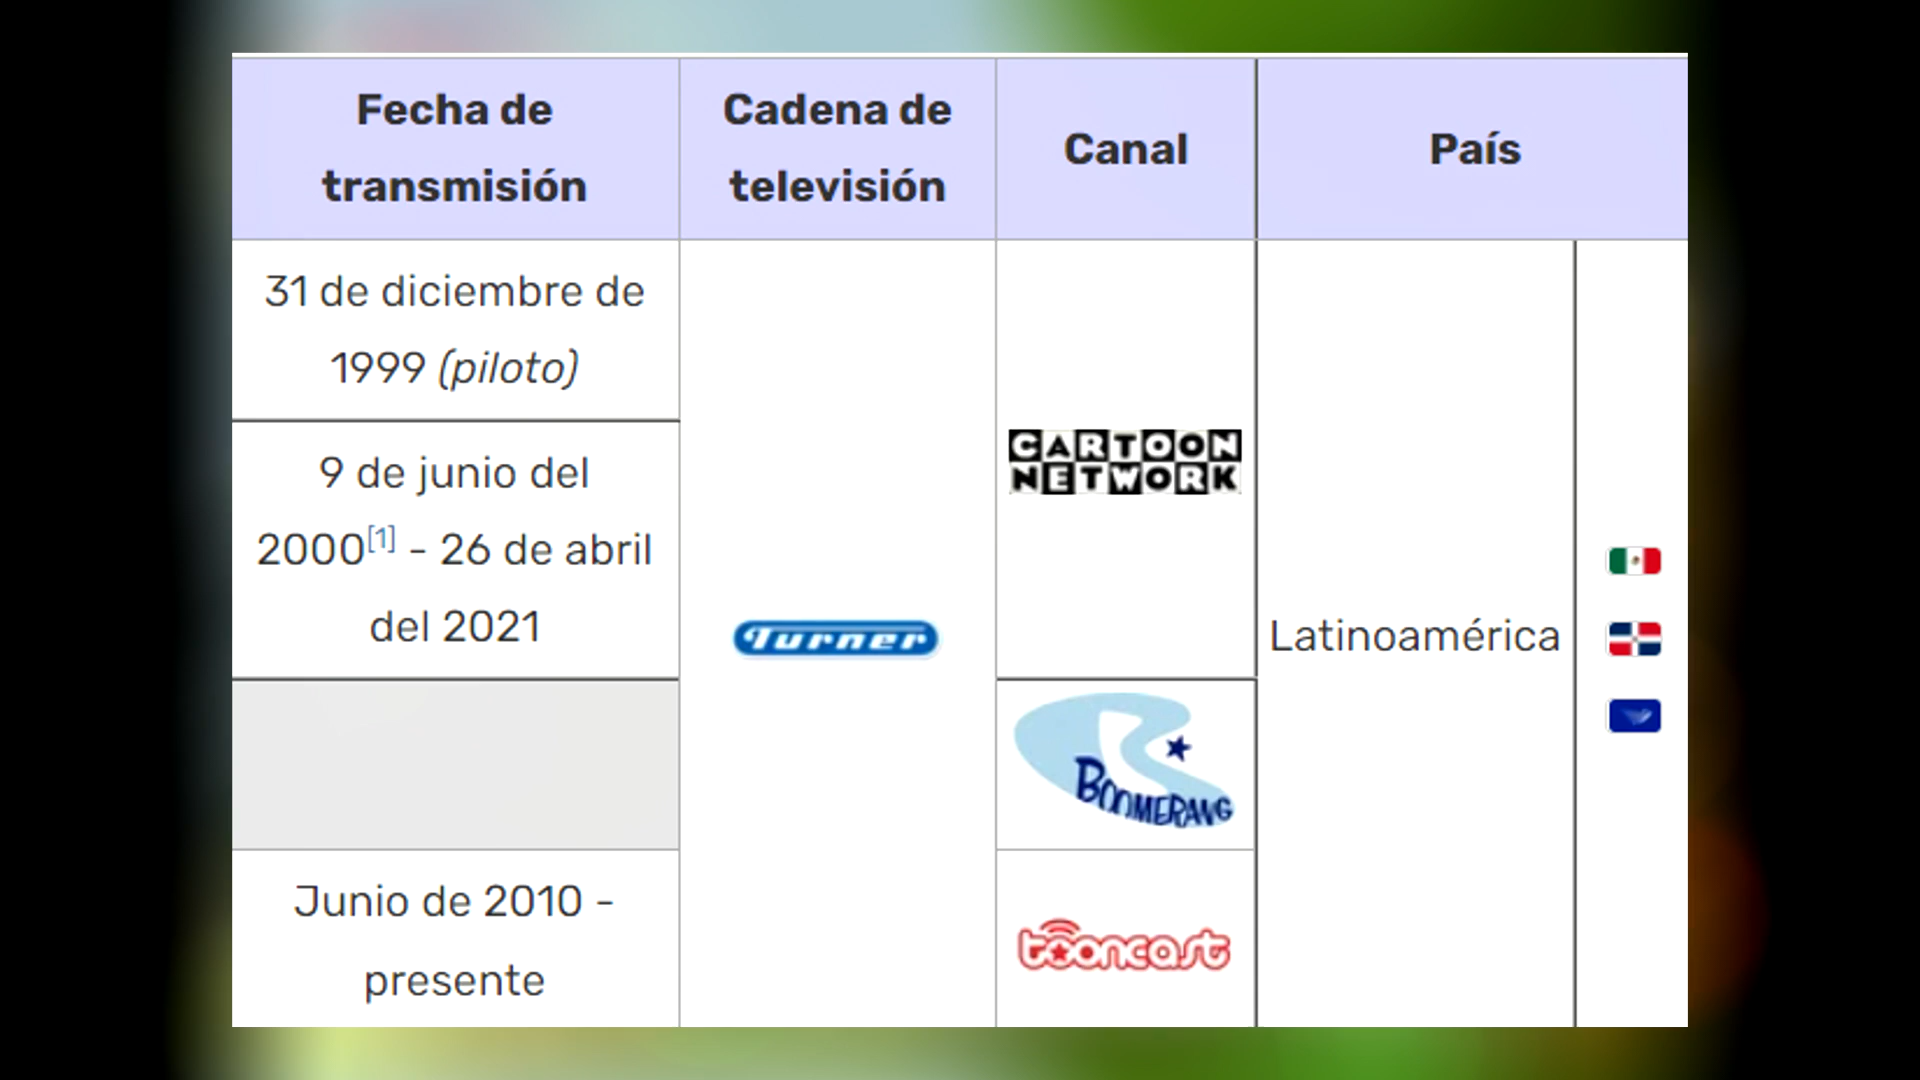 Fecha de
transmisión
Cadena de
televisión
Canal
País
31 de diciembre de
1999 (piloto)
9 de junio del
2000[1] - 26 de abril
del 2021
Turner
CARTOON
NETWORK
Latinoamérica
BOOMERANG
Junio de 2010 -
presente
tooncast